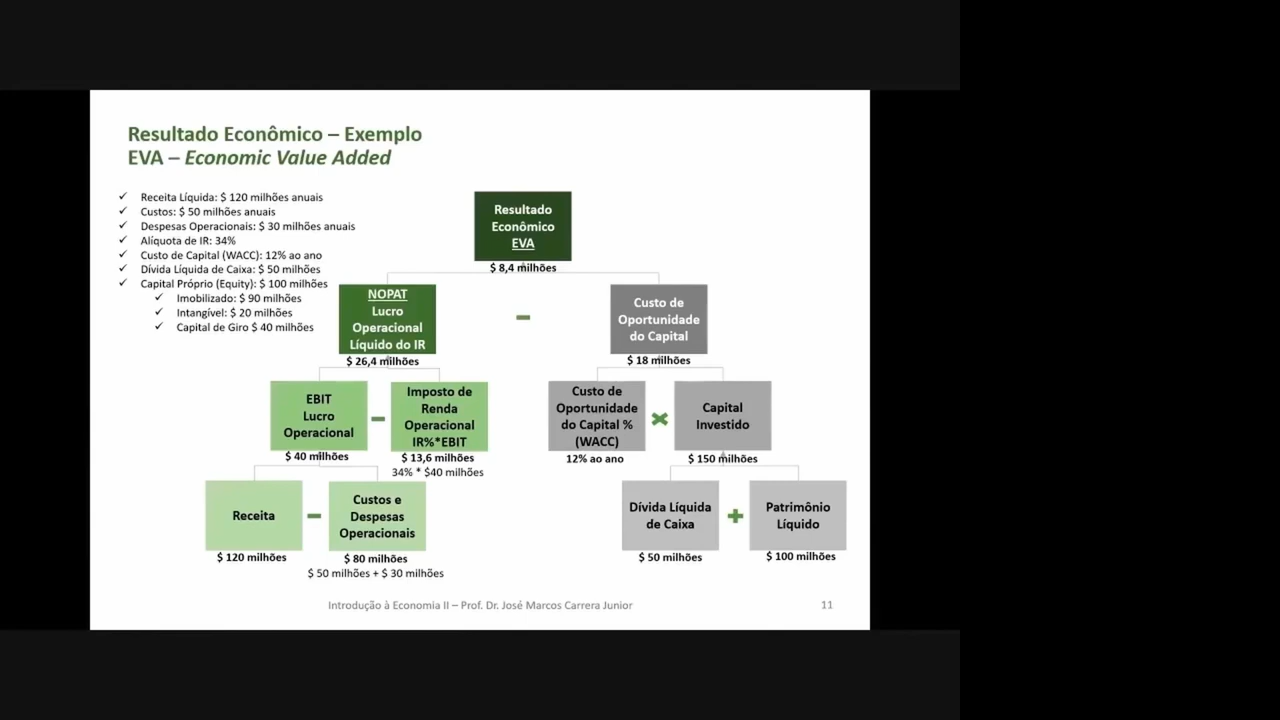 Resultado Econômico – Exemplo
EVA – Economic Value Added
✓ Receita Líquida: $ 120 milhões anuais
✓ Custos: $ 50 milhões anuais
✓ Despesas Operacionais: $ 30 milhões anuais
✓ Alíquota de IR: 34%
✓ Custo de Capital (WACC): 12% ao ano
✓ Dívida Líquida de Caixa: $ 50 milhões
✓ Capital Próprio (Equity): $ 100 milhões
✓ Imobilizado: $ 90 milhões
✓ Intangível: $ 20 milhões
✓ Capital de Giro $ 40 milhões
Resultado
Econômico
EVA
$ 8,4 milhões
NOPAT
Lucro
Operacional
Líquido do IR
$ 26,4 milhões
–
Custo de
Oportunidade
do Capital
$ 18 milhões
EBIT
Lucro
Operacional
$ 40 milhões
–
Imposto de
Renda
Operacional
IR%*EBIT
$ 13,6 milhões
34% * $40 milhões
Custo de
Oportunidade
do Capital %
(WACC)
12% ao ano
×
Capital
Investido
$ 150 milhões
Receita
$ 120 milhões
–
Custos e
Despesas
Operacionais
$ 80 milhões
$ 50 milhões + $ 30 milhões
Dívida Líquida
de Caixa
$ 50 milhões
+
Patrimônio
Líquido
$ 100 milhões
Introdução à Economia II – Prof. Dr. José Marcos Carrera Junior
11